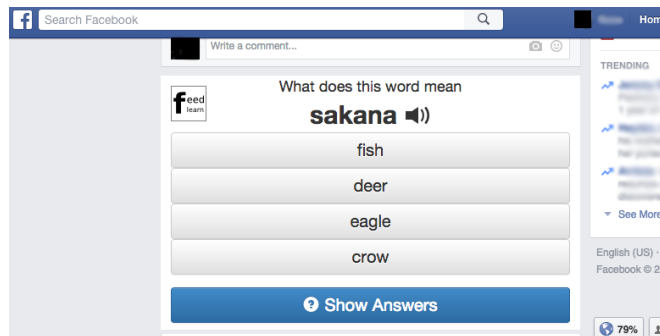 f Search Facebook Hom
Write a comment...
TRENDING
feed
learn
What does this word mean
sakana
fish
deer
eagle
crow
Show Answers
See More
English (US) ·
Facebook © 2
79%